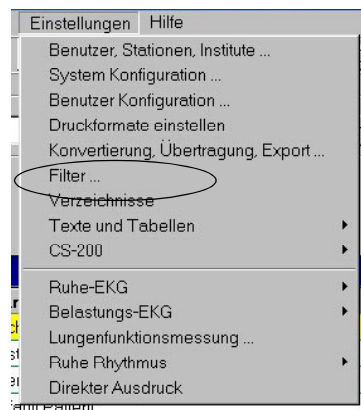 Einstellungen Hilfe
Benutzer, Stationen, Institute ...
System Konfiguration ...
Benutzer Konfiguration ...
Druckformate einstellen
Konvertierung, Übertragung, Export ...
Filter ...
Verzeichnisse
Texte und Tabellen
CS-200
Ruhe-EKG
Belastungs-EKG
Lungenfunktionsmessung ...
Ruhe Rhythmus
Direkter Ausdruck